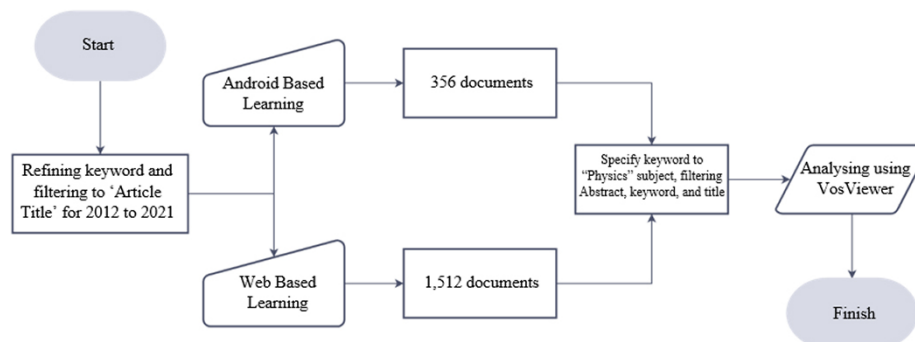 Start
Refining keyword and
filtering to ‘Article
Title’ for 2012 to 2021
Android Based
Learning
356 documents
Web Based
Learning
1,512 documents
Specify keyword to
“Physics” subject, filtering
Abstract, keyword, and title
Analysing using
VosViewer
Finish